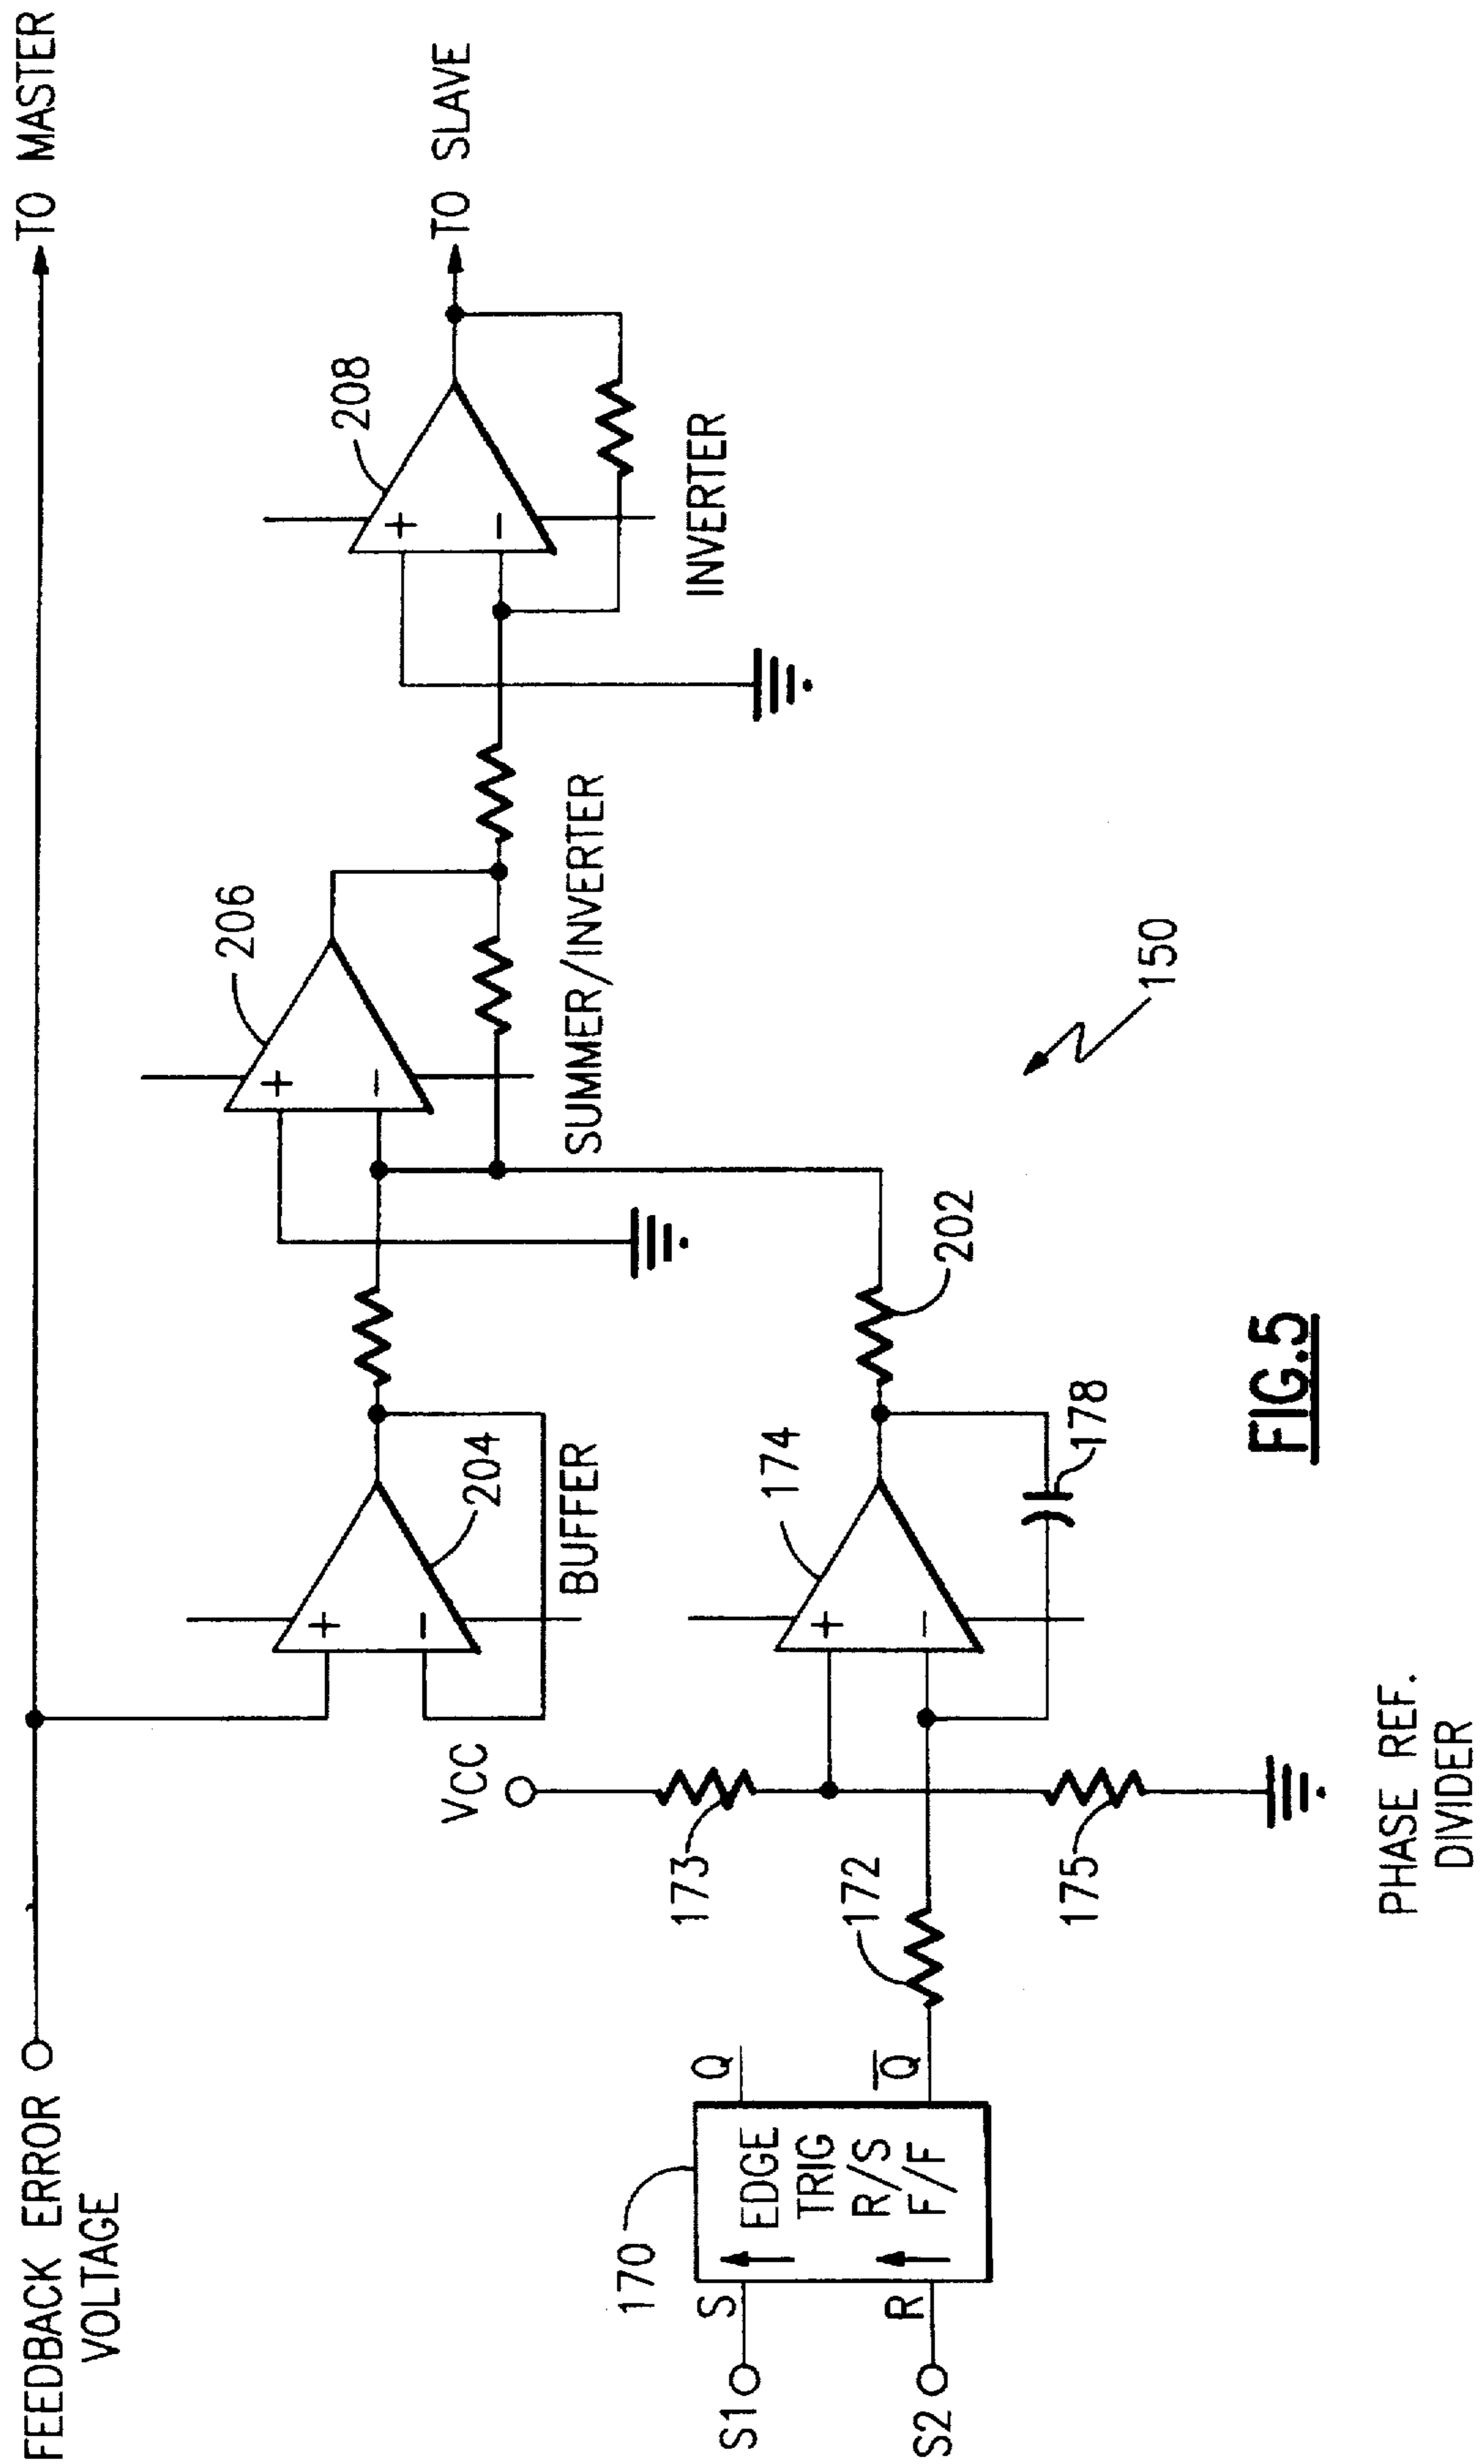 FEEDBACK ERROR
VOLTAGE
TO MASTER
TO SLAVE
208
+
−
INVERTER
206
+
−
SUMMER/INVERTER
+
−
204
BUFFER
202
150
VCC
173
174
+
−
178
172
175
170
S1
S
S2
R
EDGE
TRIG
R/S
F/F
Q
Q̅
PHASE REF.
DIVIDER
FIG.5